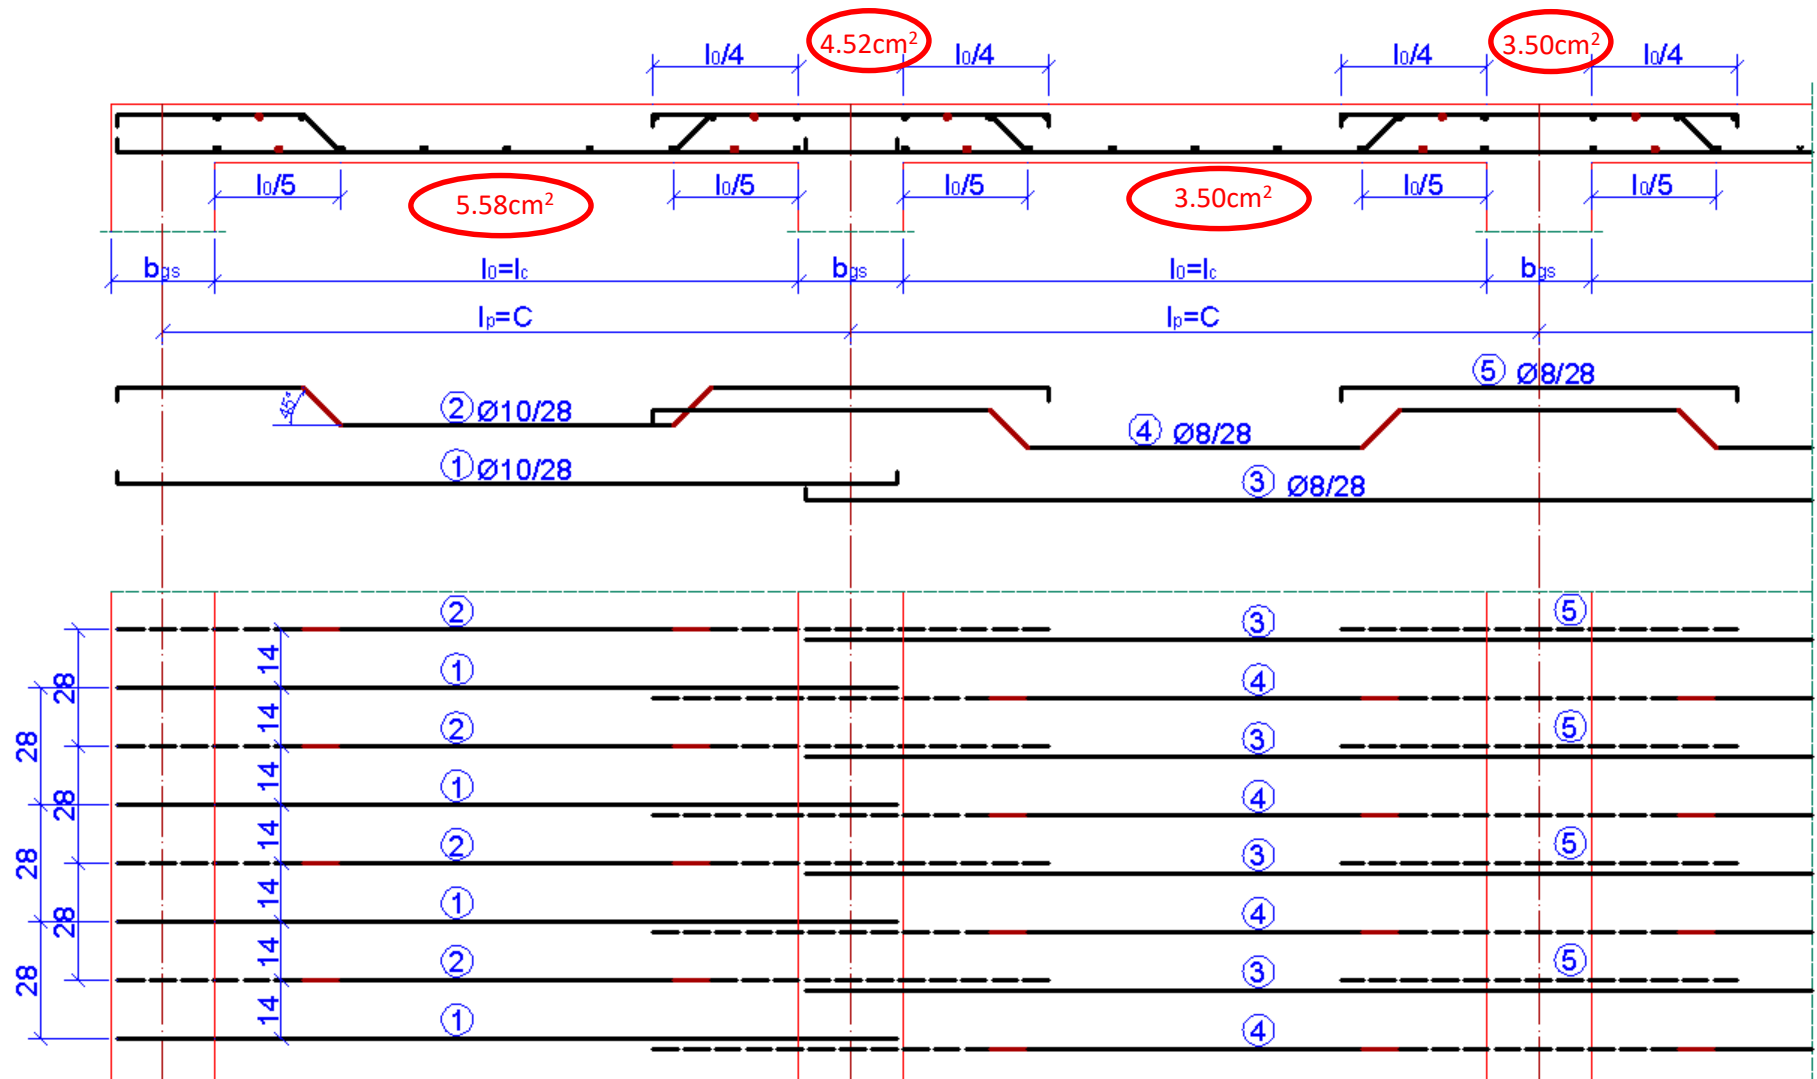 4.52cm²
3.50cm²
l₀/4
l₀/4
l₀/4
l₀/4
l₀/5
l₀/5
l₀/5
l₀/5
l₀/5
5.58cm²
3.50cm²
bgs
l₀=lc
bgs
l₀=lc
bgs
lp=C
lp=C
45°
② Ø10/28
⑤ Ø8/28
④ Ø8/28
① Ø10/28
③ Ø8/28
②
③
⑤
14
①
④
28
14
②
③
⑤
28
14
①
④
28
14
②
③
⑤
28
14
①
④
28
14
②
③
⑤
28
14
①
④